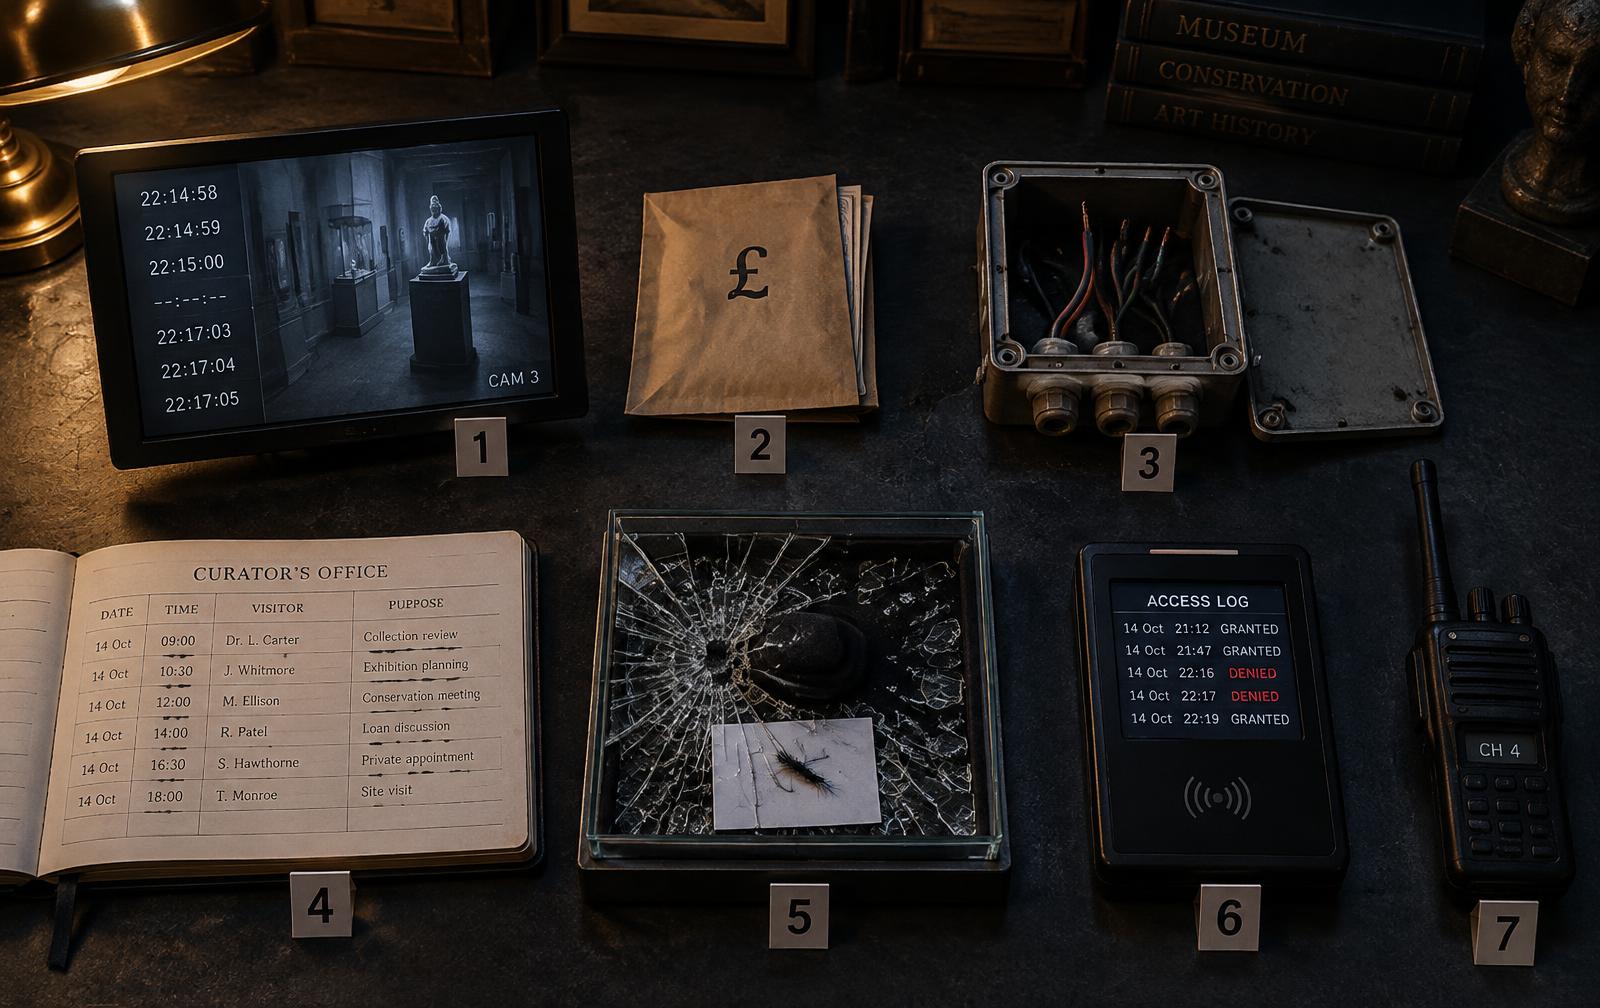 MUSEUM
CONSERVATION
ART HISTORY
22:14:58
22:14:59
22:15:00
--:--:--
22:17:03
22:17:04
22:17:05
CAM 3
1
£
2
3
CURATOR'S OFFICE
DATE TIME VISITOR PUPPOSE
14 Oct 09:00 Dr. L. Carter Collection review
14 Oct 10:30 J. Whitmore Exhibition planning
14 Oct 12:00 M. Ellison Conservation meeting
14 Oct 14:00 R. Patel Loan discussion
14 Oct 16:30 S. Hawthorne Private appointment
14 Oct 18:00 T. Monroe Site visit
4
5
ACCESS LOG
14 Oct 21:12 GRANTED
14 Oct 21:47 GRANTED
14 Oct 22:16 DENIED
14 Oct 22:17 DENIED
14 Oct 22:19 GRANTED
6
CH 4
7